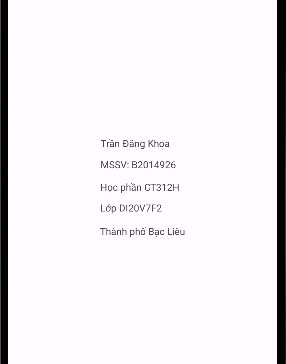 Trần Đăng Khoa
MSSV: B2014926
Học phần CT312H
Lớp DI20V7F2
Thành phố Bạc Liêu